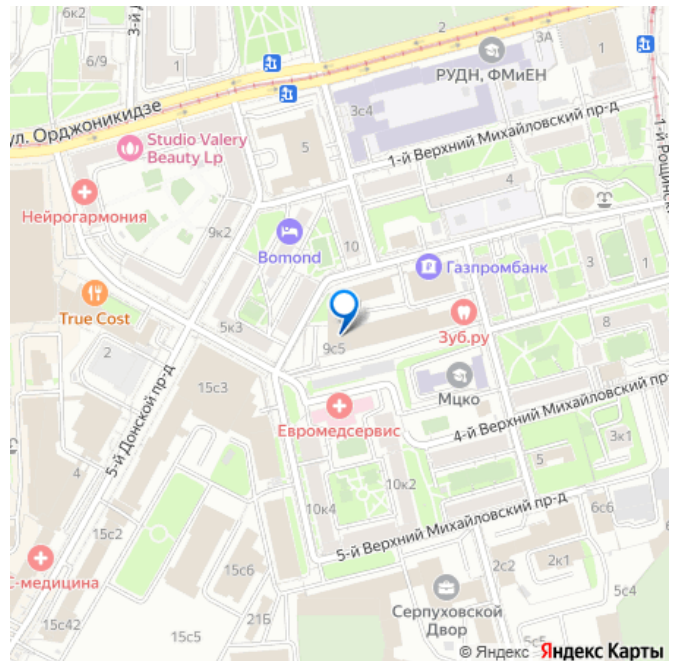 6к2
3-й
2
3А
1
6/9
РУДН, ФМиЕН
ул. Орджоникидзе
3с4
1-й Верхний Михайловский пр-д
1-й Рощинск
Studio Valery
Beauty Lp
5
Нейрогармония
4
9к2
10
Bomond
Газпромбанк
3
1
True Cost
5к3
Зуб.ру
8
9с5
2
15с3
Мцко
Евромедсервис
4-й Верхний Михайловский пр-
3к1
5-й Донской пр-д
4
5
10к4
10к2
5-й Верхний Михайловский пр-д
6с6
15с2
С-медицина
15с6
2с2
2к1
5с4
15с42
21Б
15с5
Серпуховской
Двор
5с5
© Яндекс Яндекс Карты